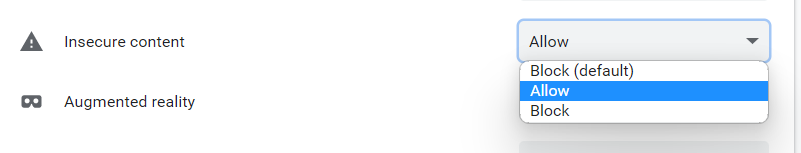 Insecure content
Allow
Block (default)
Allow
Augmented reality
Block